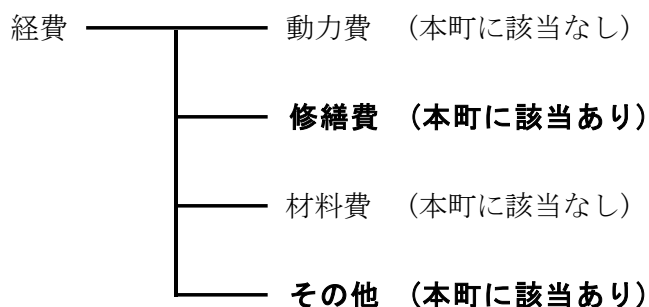 経費 動力費 （本町に該当なし）
修繕費 （本町に該当あり）
材料費 （本町に該当なし）
その他 （本町に該当あり）